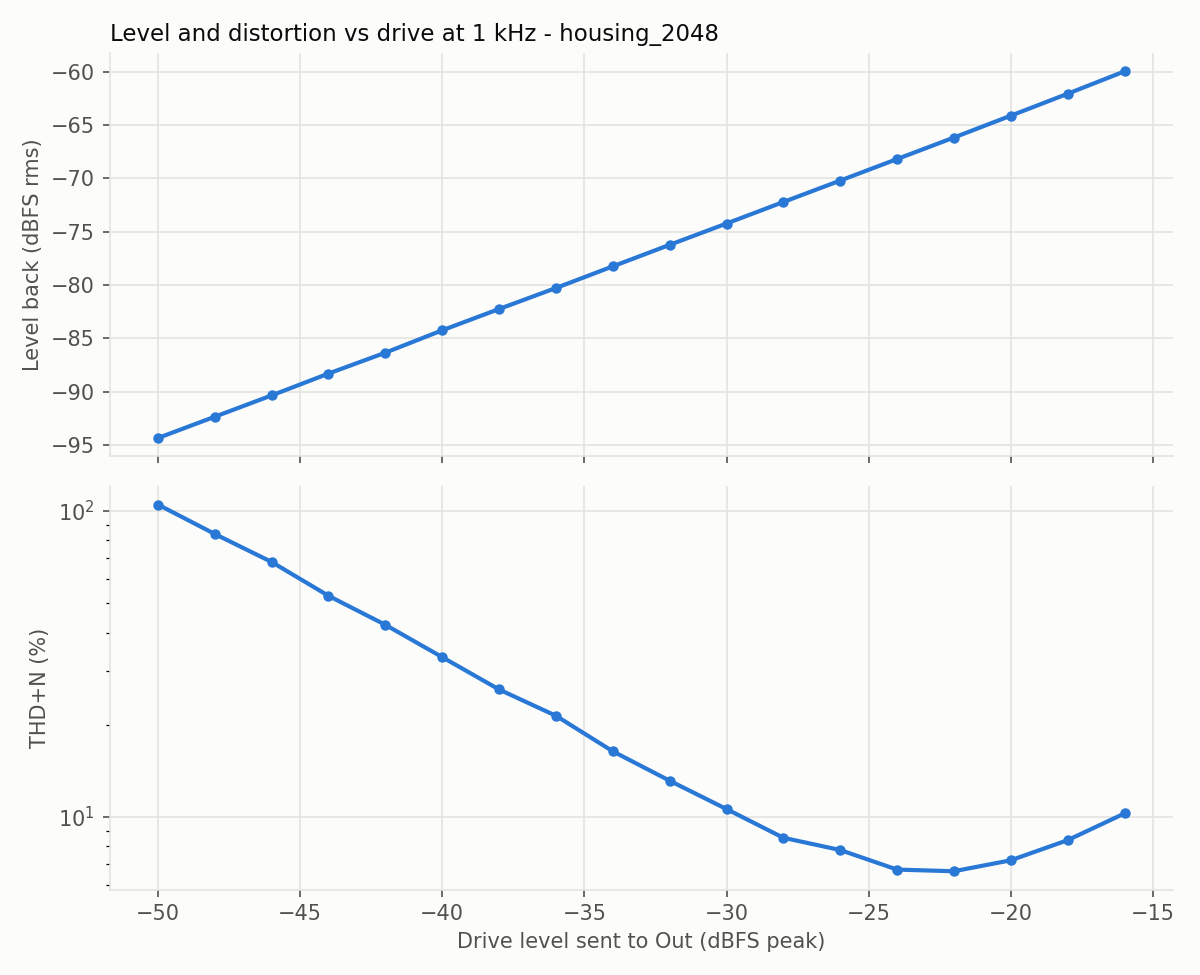 Level and distortion vs drive at 1 kHz - housing_2048
Level back (dBFS rms)
−60
−65
−70
−75
−80
−85
−90
−95
THD+N (%)
10²
10¹
−50 −45 −40 −35 −30 −25 −20 −15
Drive level sent to Out (dBFS peak)